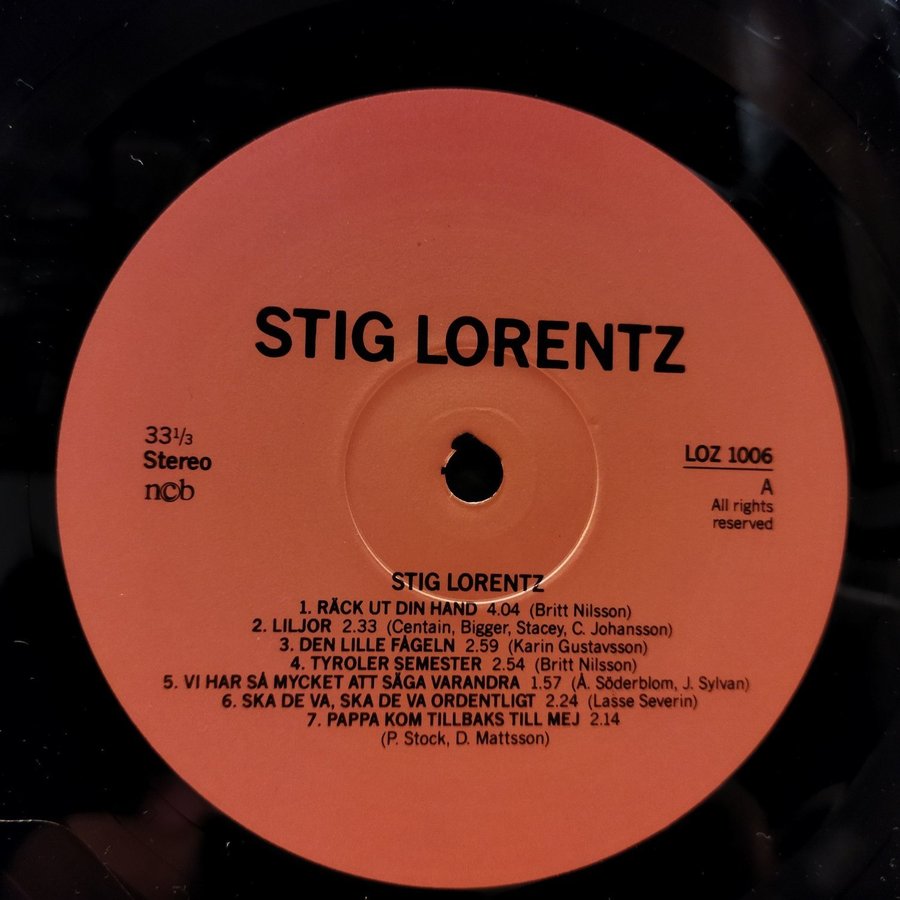 STIG LORENTZ
33⅓
Stereo
n©b
LOZ 1006
A
All rights
reserved
STIG LORENTZ
1. RÄCK UT DIN HAND 4.04 (Britt Nilsson)
2. LILJOR 2.33 (Centain, Bigger, Stacey, C. Johansson)
3. DEN LILLE FÅGELN 2.59 (Karin Gustavsson)
4. TYROLER SEMESTER 2.54 (Britt Nilsson)
5. VI HAR SÅ MYCKET ATT SÄGA VARANDRA 1.57 (Å. Söderblom, J. Sylvan)
6. SKA DE VA, SKA DE VA ORDENTLIGT 2.24 (Lasse Severin)
7. PAPPA KOM TILLBAKS TILL MEJ 2.14
(P. Stock, D. Mattsson)